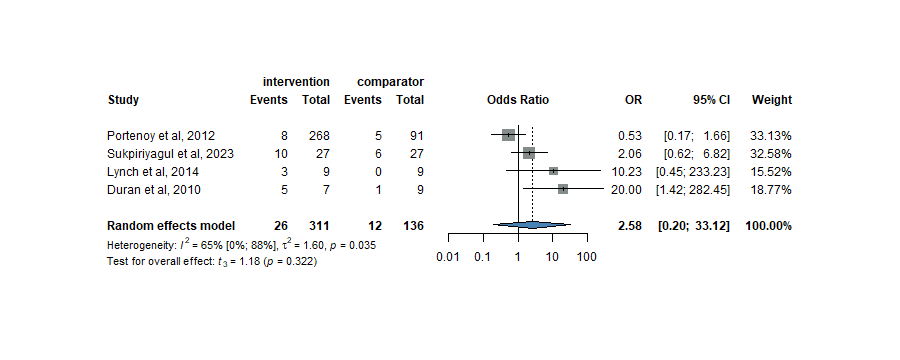 intervention comparator
Study Events Total Events Total Odds Ratio OR 95% CI Weight
Portenoy et al, 2012 8 268 5 91 0.53 [0.17; 1.66] 33.13%
Sukpiriyagul et al, 2023 10 27 6 27 2.06 [0.62; 6.82] 32.58%
Lynch et al, 2014 3 9 0 9 10.23 [0.45; 233.23] 15.52%
Duran et al, 2010 5 7 1 9 20.00 [1.42; 282.45] 18.77%
Random effects model 26 311 12 136 2.58 [0.20; 33.12] 100.00%
Heterogeneity: I² = 65% [0%; 88%], τ² = 1.60, p = 0.035
Test for overall effect: t₃ = 1.18 (p = 0.322)
0.01 0.1 1 10 100